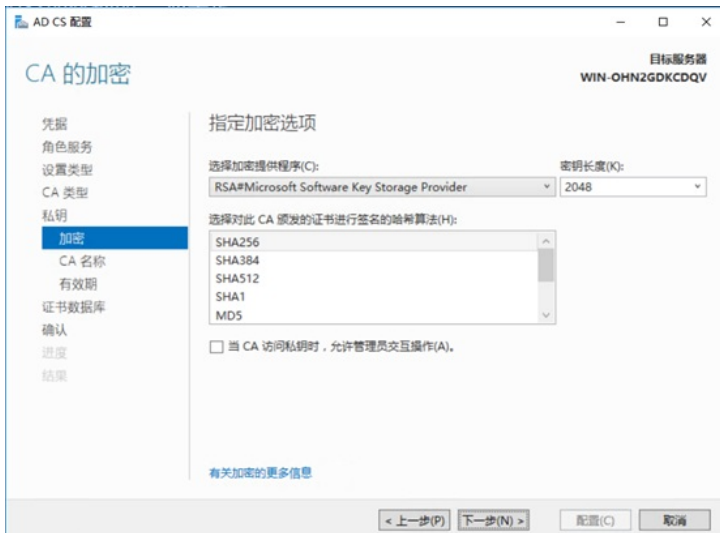 AD CS 配置
CA 的加密
目标服务器
WIN-OHN2GDKCDQV
凭据
角色服务
设置类型
CA 类型
私钥
加密
CA 名称
有效期
证书数据库
确认
进度
结果
指定加密选项
选择加密提供程序(C):
密钥长度(K):
RSA#Microsoft Software Key Storage Provider
2048
选择对此 CA 颁发的证书进行签名的哈希算法(H):
SHA256
SHA384
SHA512
SHA1
MD5
当 CA 访问私钥时，允许管理员交互操作(A)。
有关加密的更多信息
< 上一步(P)
下一步(N) >
配置(C)
取消